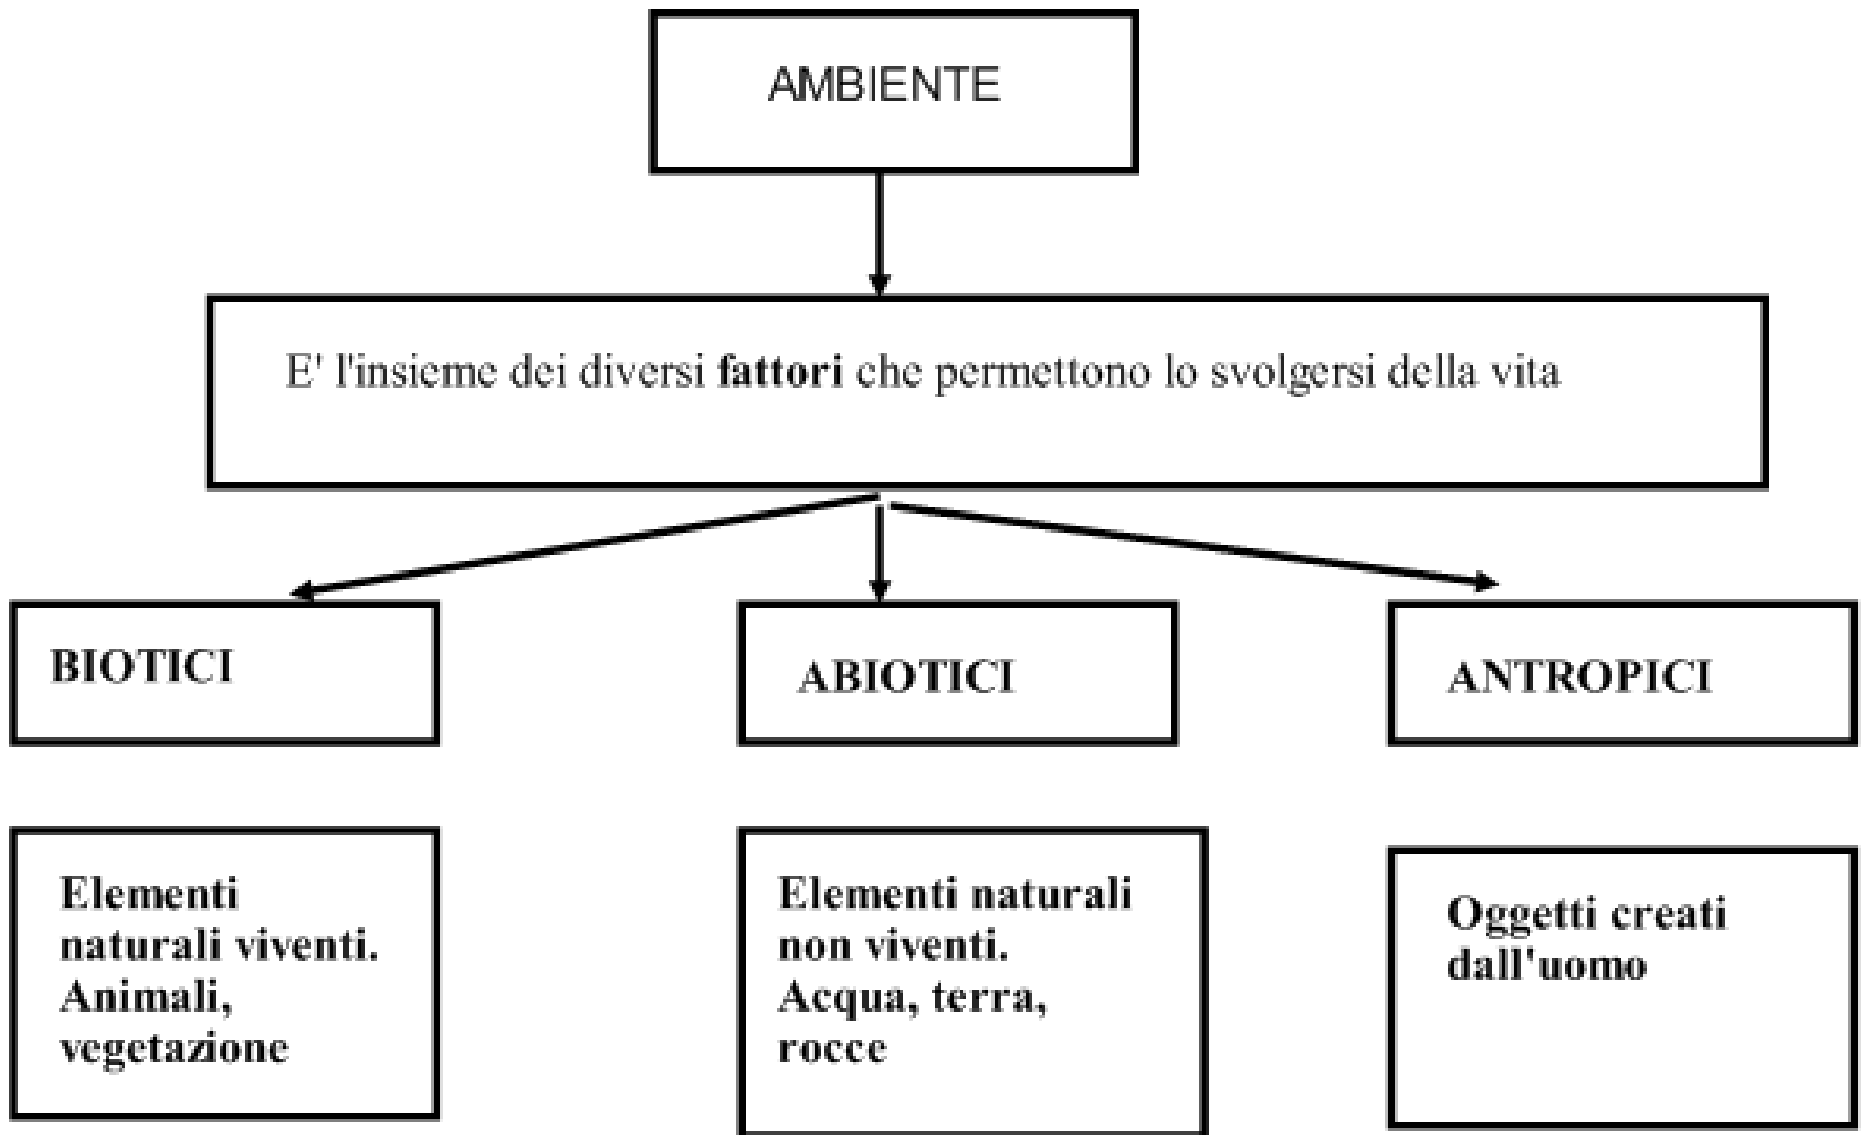 AMBIENTE
E' l'insieme dei diversi fattori che permettono lo svolgersi della vita
BIOTICI
ABIOTICI
ANTROPICI
Elementi
naturali viventi.
Animali,
vegetazione
Elementi naturali
non viventi.
Acqua, terra,
rocce
Oggetti creati
dall'uomo